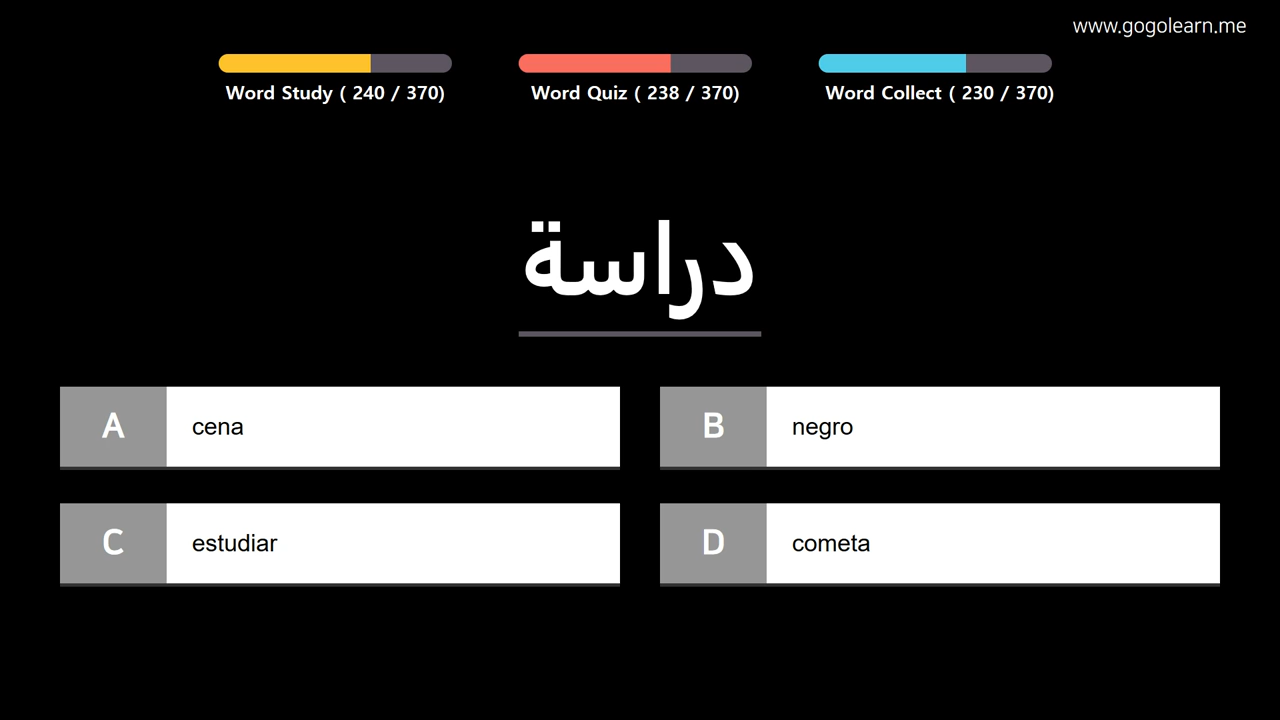 www.gogolearn.me
Word Study ( 240 / 370)
Word Quiz ( 238 / 370)
Word Collect ( 230 / 370)
دراسة
A cena
B negro
C estudiar
D cometa